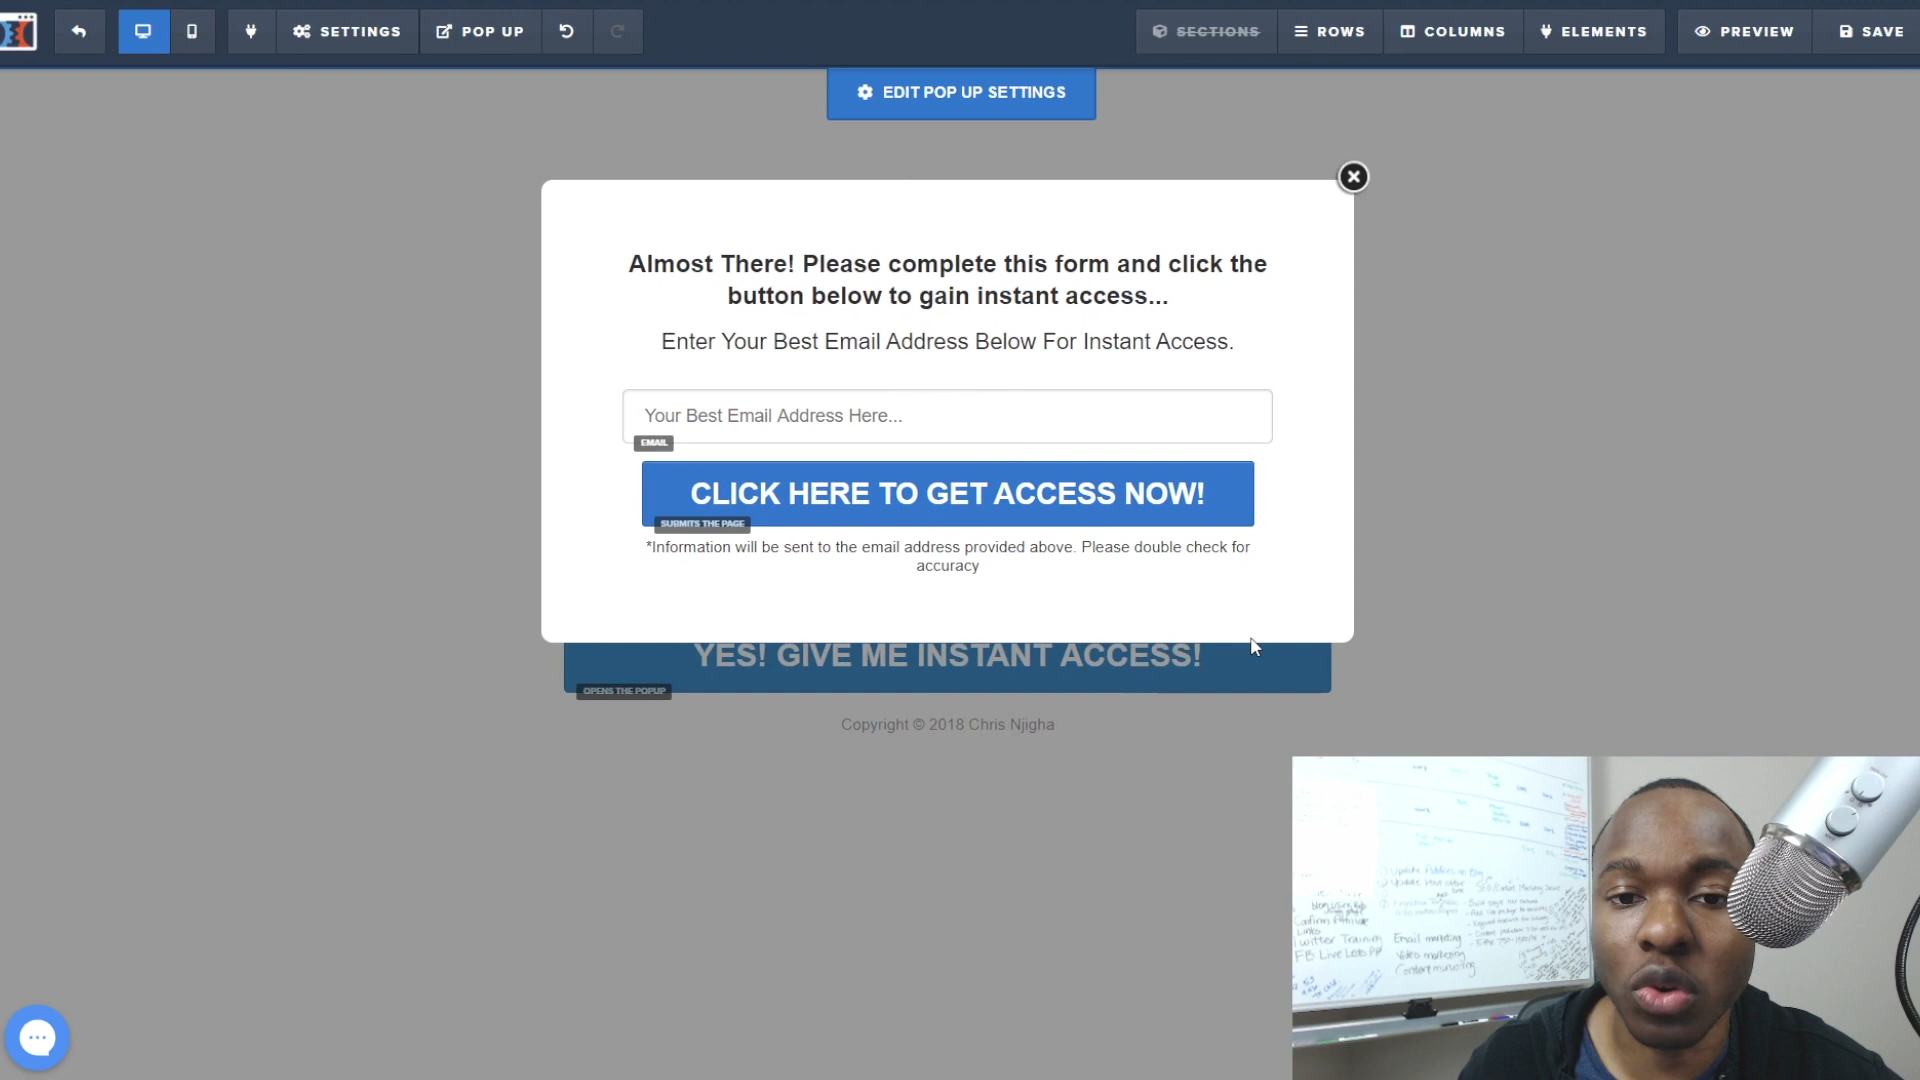 SETTINGS
POP UP
SECTIONS
ROWS
COLUMNS
ELEMENTS
PREVIEW
SAVE
EDIT POP UP SETTINGS
Almost There! Please complete this form and click the
button below to gain instant access...
Enter Your Best Email Address Below For Instant Access.
Your Best Email Address Here...
EMAIL
CLICK HERE TO GET ACCESS NOW!
SUBMITS THE PAGE
*Information will be sent to the email address provided above. Please double check for
accuracy
YES! GIVE ME INSTANT ACCESS!
OPENS THE POPUP
Copyright © 2018 Chris Njigha
Twitter Training
FB Live
Email marketing
Video marketing
Content marketing